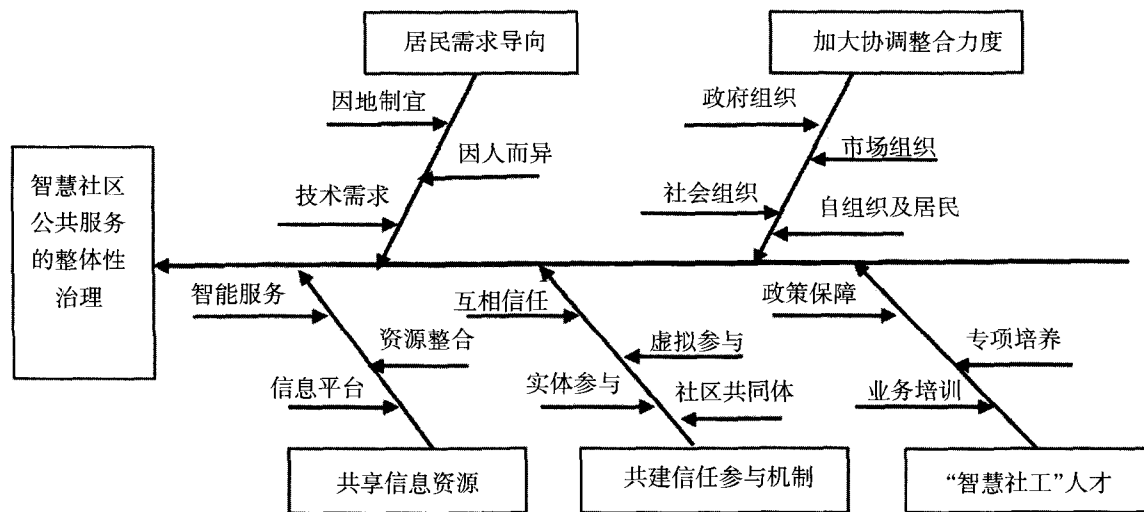 居民需求导向
加大协调整合力度
因地制宜
政府组织
因人而异
市场组织
技术需求
社会组织
自组织及居民
智慧社区
公共服务
的整体性
治理
智能服务
互相信任
政策保障
资源整合
虚拟参与
专项培养
信息平台
实体参与
社区共同体
业务培训
共享信息资源
共建信任参与机制
“智慧社工”人才